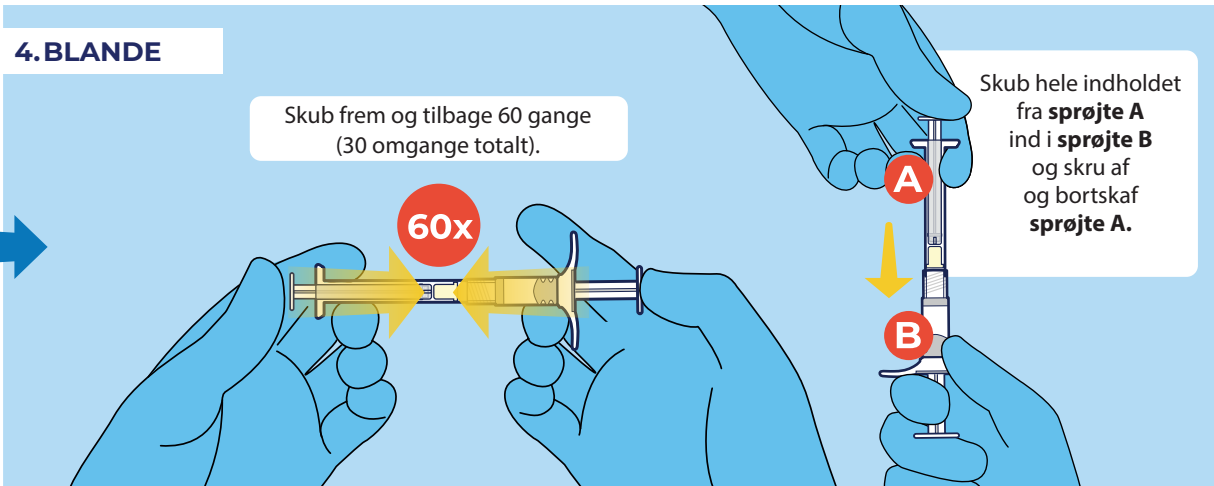 4. BLANDE
Skub frem og tilbage 60 gange
(30 omgange totalt).
60x
Skub hele indholdet
fra sprøjte A
ind i sprøjte B
og skru af
og bortskaf
sprøjte A.
A
B